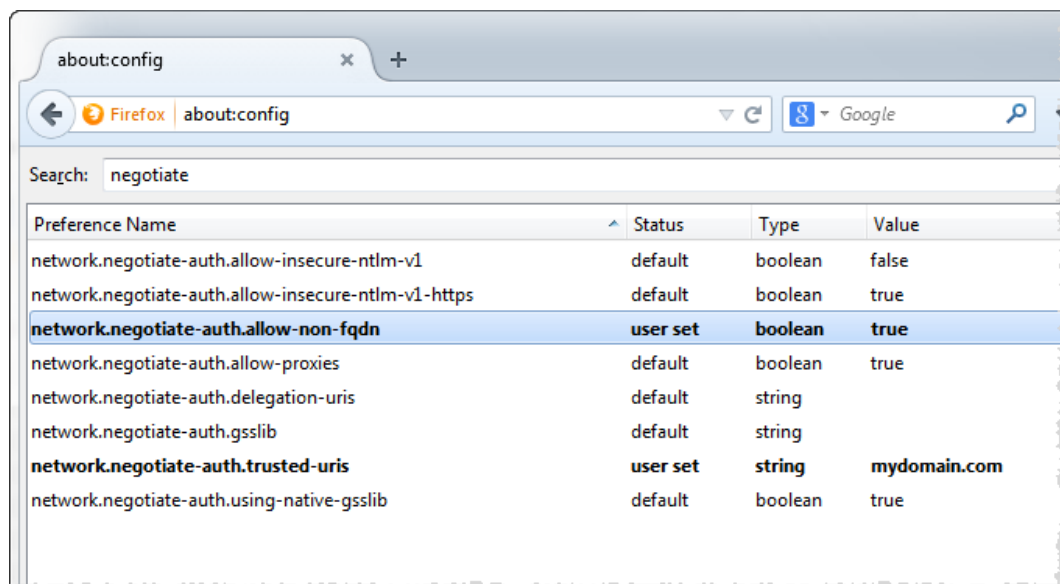 about:config
Firefox about:config Google
Search: negotiate
Preference Name Status Type Value
network.negotiate-auth.allow-insecure-ntlm-v1 default boolean false
network.negotiate-auth.allow-insecure-ntlm-v1-https default boolean true
network.negotiate-auth.allow-non-fqdn user set boolean true
network.negotiate-auth.allow-proxies default boolean true
network.negotiate-auth.delegation-uris default string
network.negotiate-auth.gsslib default string
network.negotiate-auth.trusted-uris user set string mydomain.com
network.negotiate-auth.using-native-gsslib default boolean true